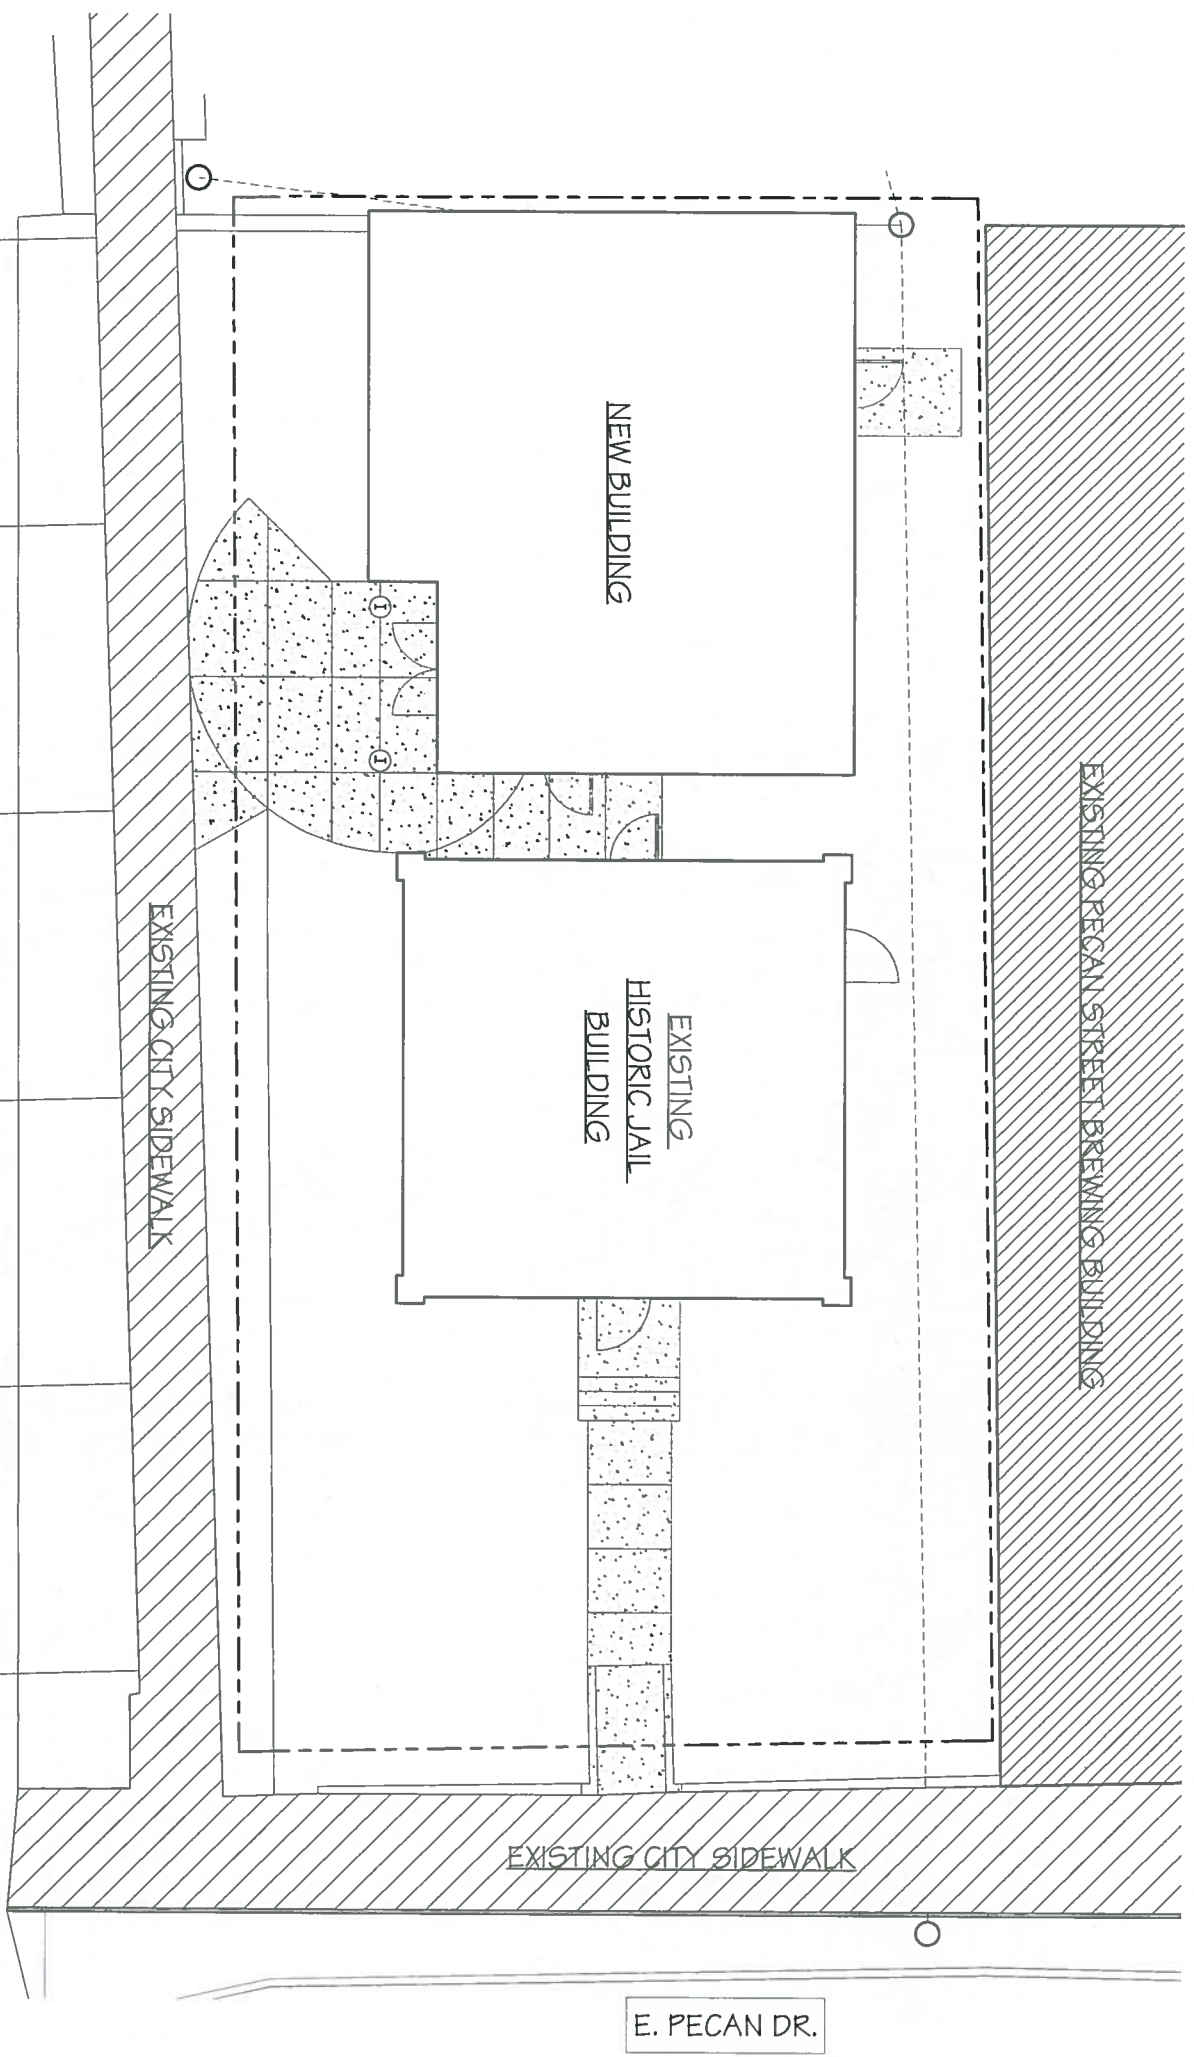 NEW BUILDING
EXISTING PECAN STREET BREWING BUILDING
EXISTING CITY SIDEWALK
EXISTING
HISTORIC JAIL
BUILDING
EXISTING CITY SIDEWALK
E. PECAN DR.